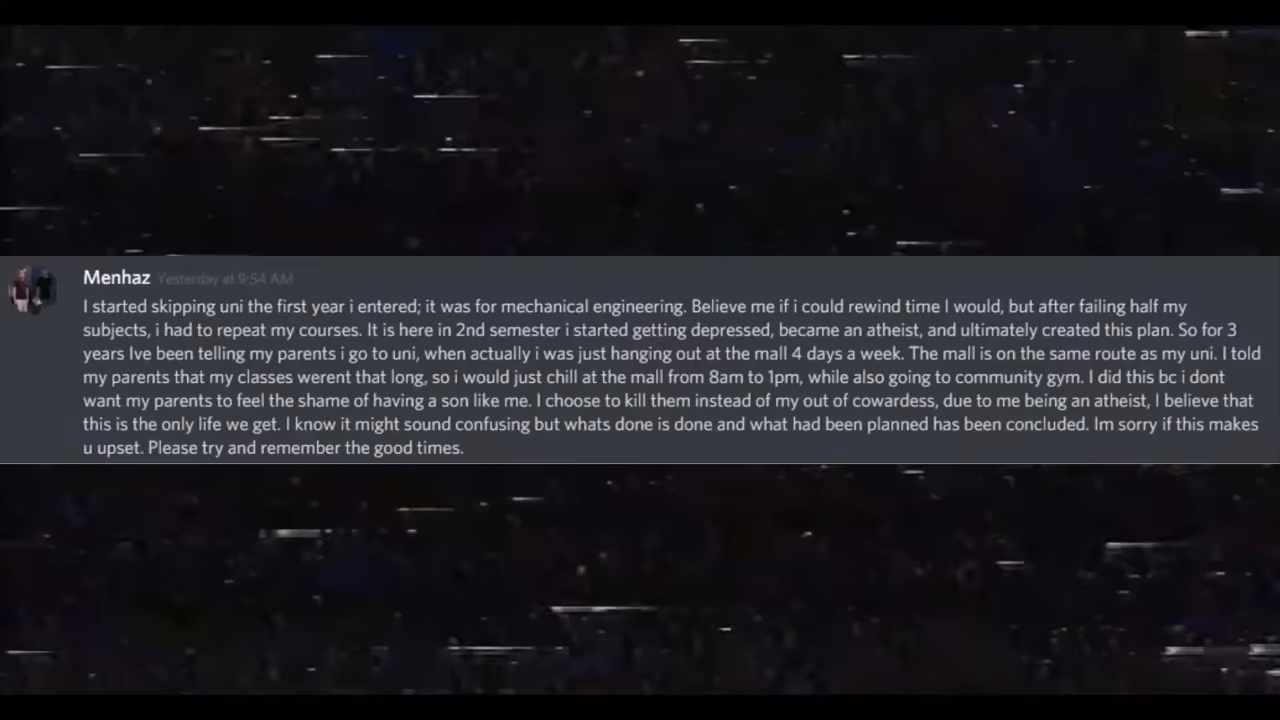 Menhaz Yesterday at 9:54 AM
I started skipping uni the first year i entered; it was for mechanical engineering. Believe me if i could rewind time I would, but after failing half my
subjects, i had to repeat my courses. It is here in 2nd semester i started getting depressed, became an atheist, and ultimately created this plan. So for 3
years Ive been telling my parents i go to uni, when actually i was just hanging out at the mall 4 days a week. The mall is on the same route as my uni. I told
my parents that my classes werent that long, so i would just chill at the mall from 8am to 1pm, while also going to community gym. I did this bc i dont
want my parents to feel the shame of having a son like me. I choose to kill them instead of my out of cowardess, due to me being an atheist, I believe that
this is the only life we get. I know it might sound confusing but whats done is done and what had been planned has been concluded. Im sorry if this makes
u upset. Please try and remember the good times.